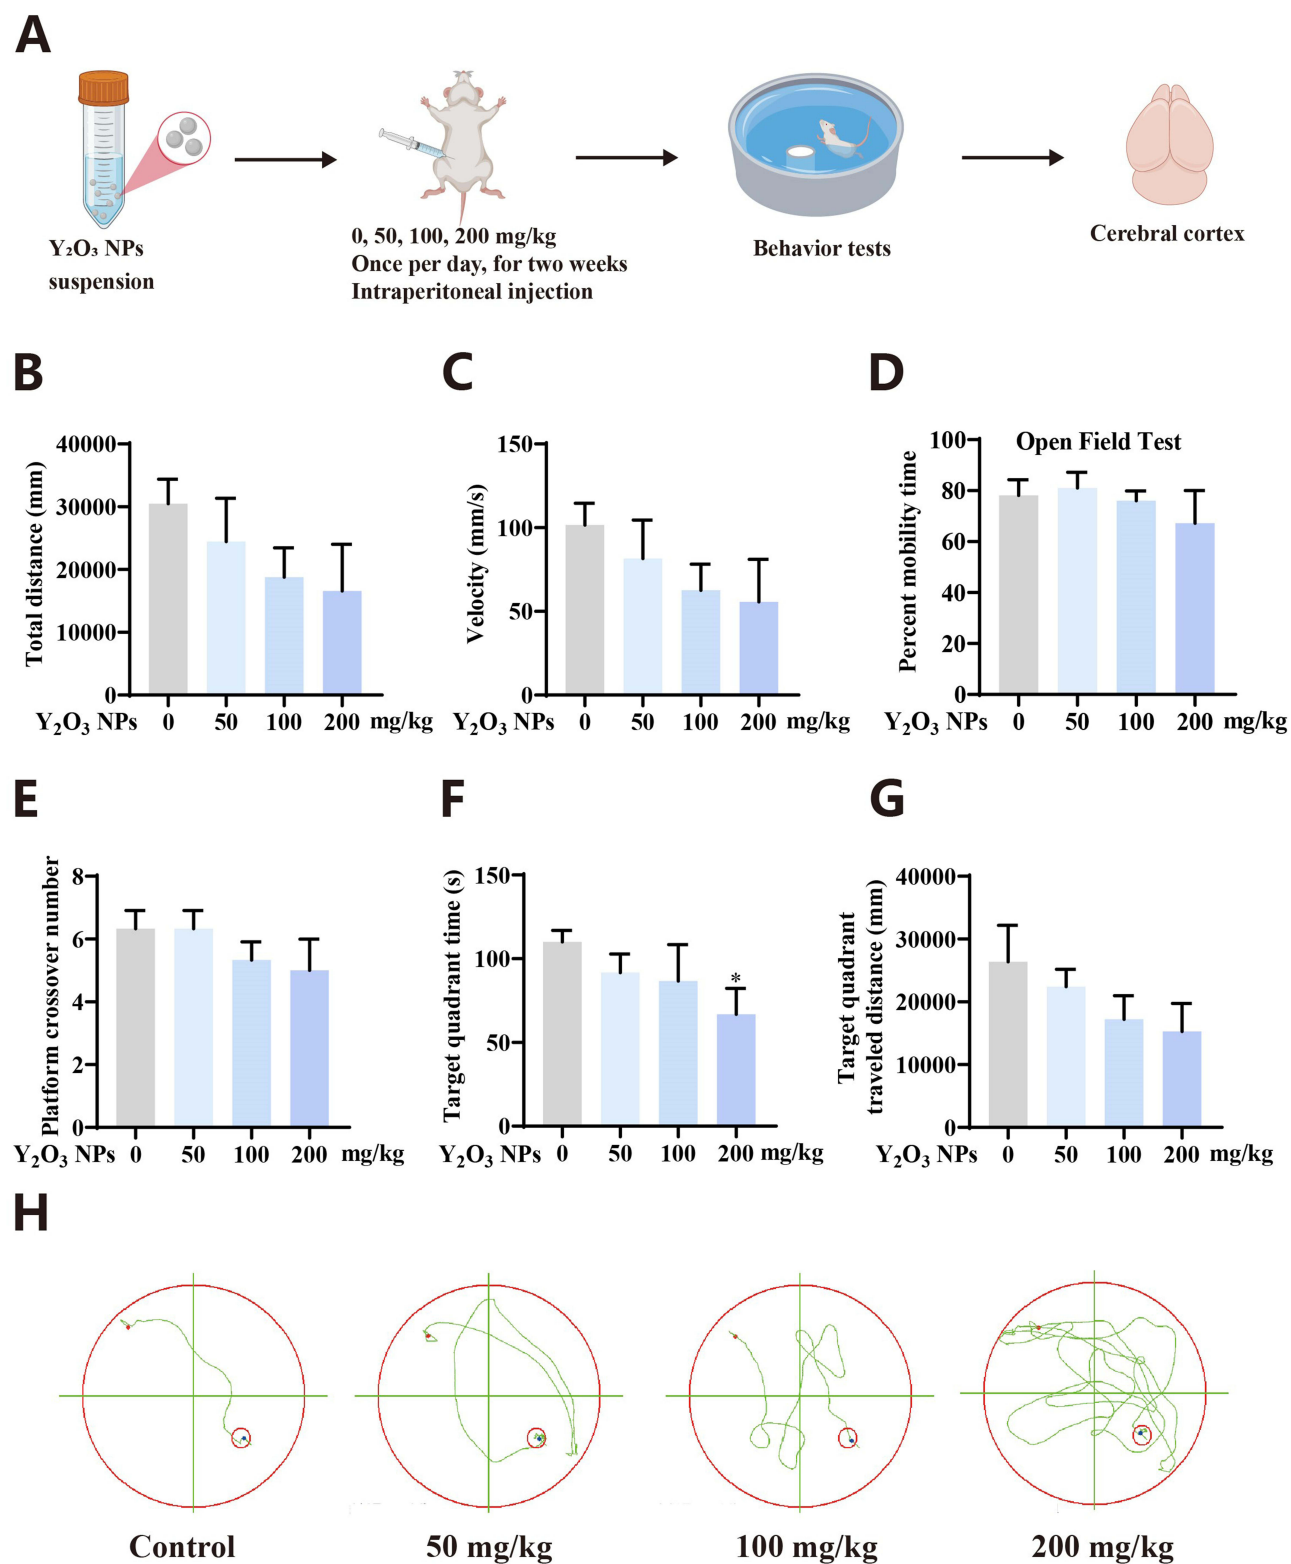 A
Y₂O₃ NPs
suspension
0, 50, 100, 200 mg/kg
Once per day, for two weeks
Intraperitoneal injection
Behavior tests
Cerebral cortex
B
Total distance (mm)
40000
30000
20000
10000
0
Y₂O₃ NPs 0 50 100 200 mg/kg
C
Velocity (mm/s)
150
100
50
0
Y₂O₃ NPs 0 50 100 200 mg/kg
D
Open Field Test
Percent mobility time
100
80
60
40
20
0
Y₂O₃ NPs 0 50 100 200 mg/kg
E
Platform crossover number
8
6
4
2
0
Y₂O₃ NPs 0 50 100 200 mg/kg
F
Target quadrant time (s)
150
100
50
0
*
Y₂O₃ NPs 0 50 100 200 mg/kg
G
Target quadrant
traveled distance (mm)
40000
30000
20000
10000
0
Y₂O₃ NPs 0 50 100 200 mg/kg
H
Control
50 mg/kg
100 mg/kg
200 mg/kg